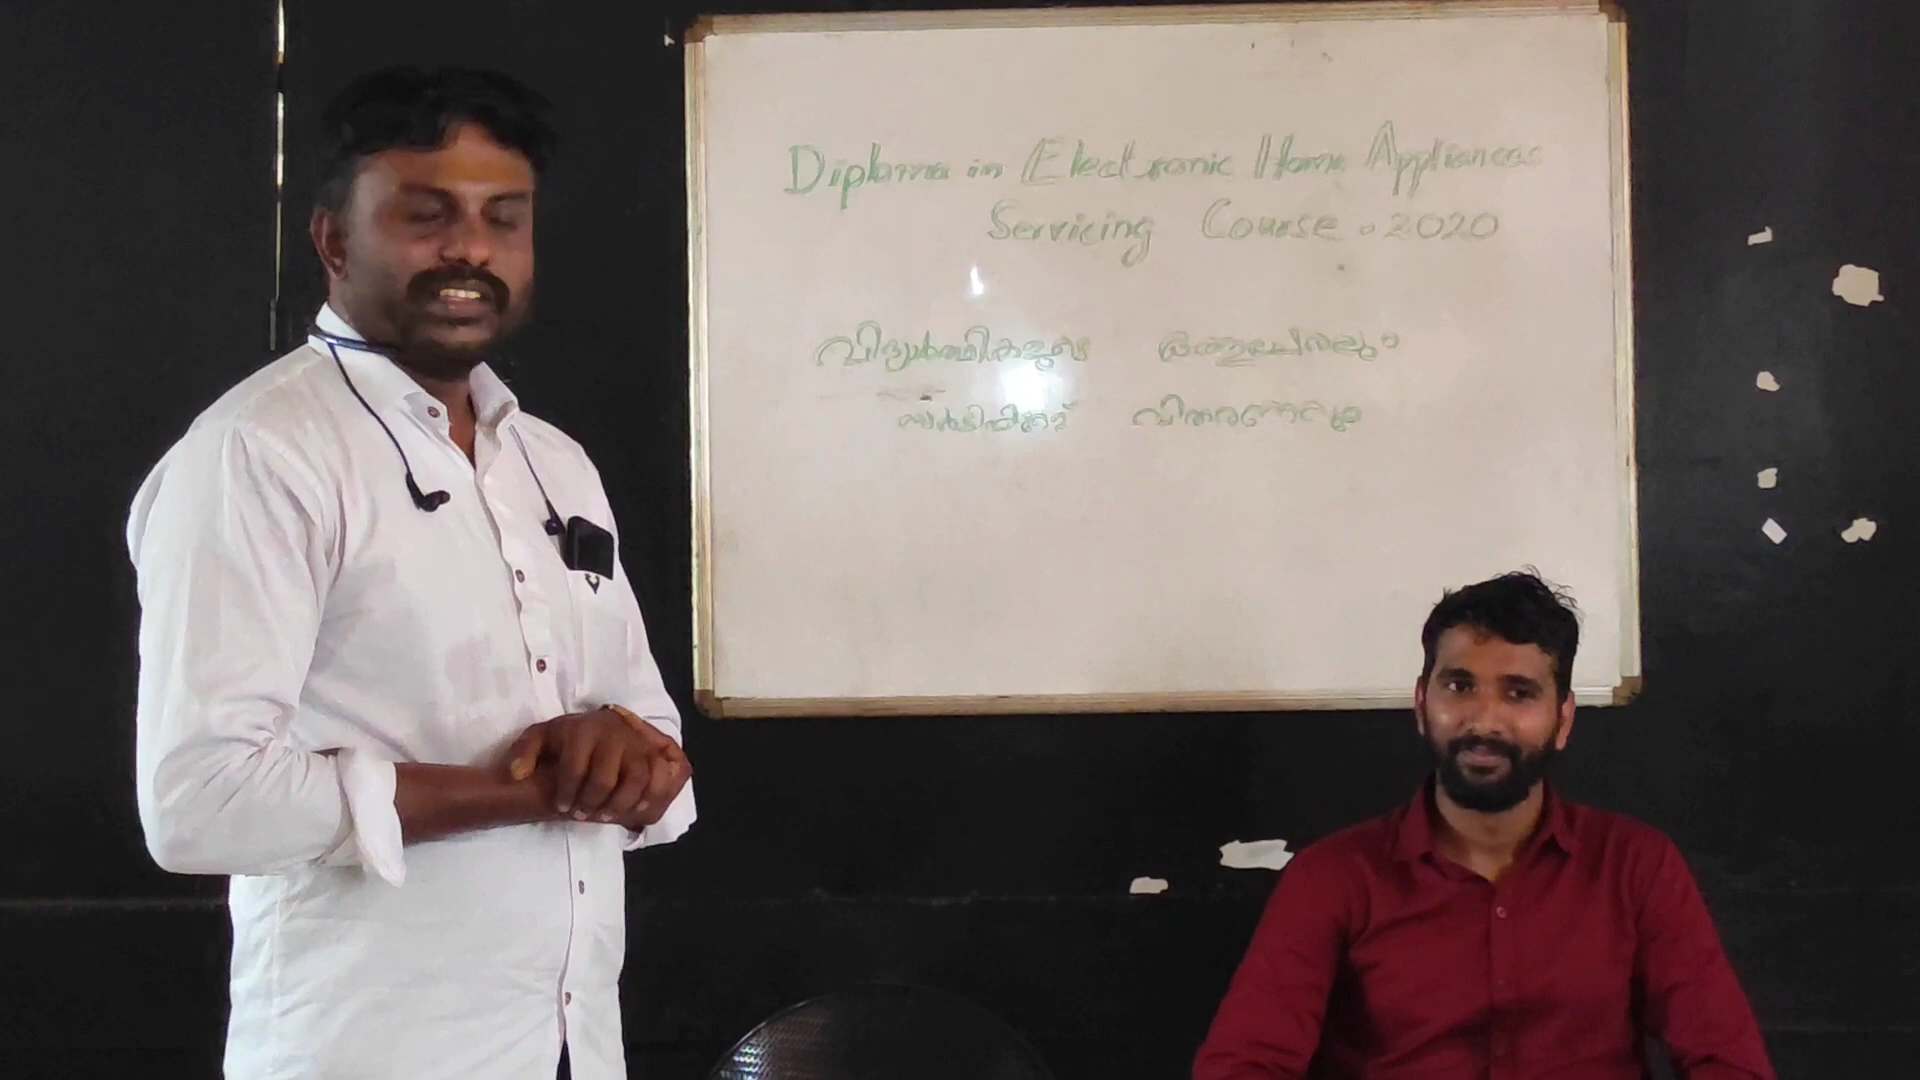 Diploma in Electronic Home Appliances
Servicing Course - 2020
വിദ്യാർത്ഥികളുടെ
സർട്ടിഫിക്കറ്റ് വിതരണവും